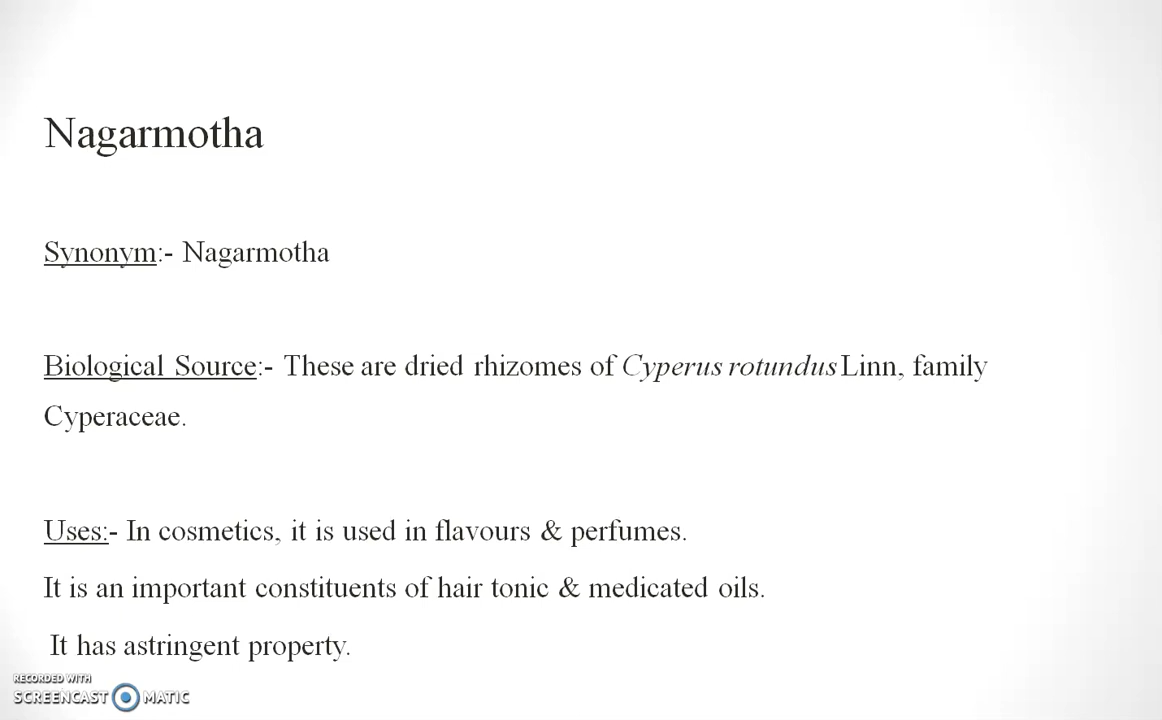 Nagarmotha
Synonym:- Nagarmotha
Biological Source:- These are dried rhizomes of Cyperus rotundus Linn, family
Cyperaceae.
Uses:- In cosmetics, it is used in flavours & perfumes.
It is an important constituents of hair tonic & medicated oils.
It has astringent property.
RECORDED WITH
SCREENCAST MATIC